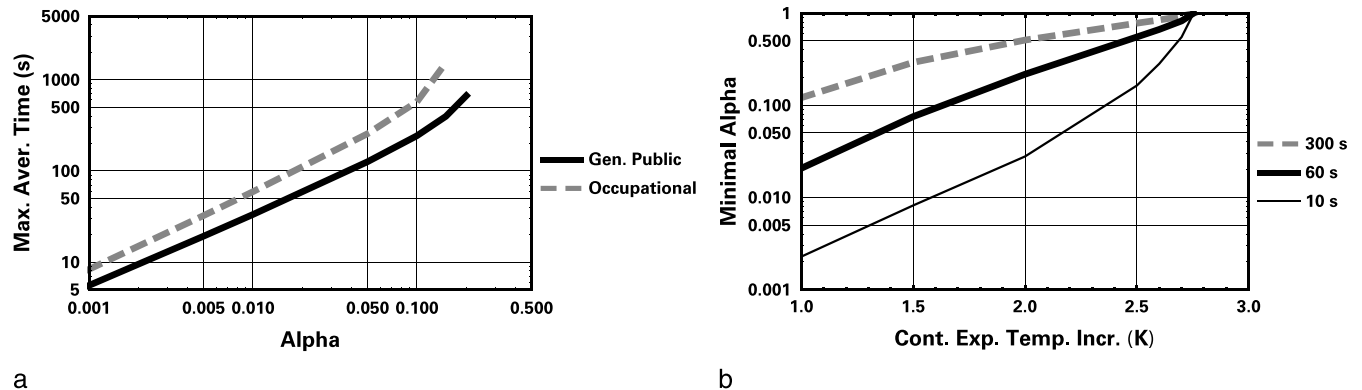 5000
1000
500
100
50
10
5
Max. Aver. Time (s)
0.001
0.005
0.010
0.050
0.100
0.500
Alpha
Gen. Public
Occupational
a
1
0.500
0.100
0.050
0.010
0.005
0.001
Minimal Alpha
1.0
1.5
2.0
2.5
3.0
Cont. Exp. Temp. Incr. (K)
300 s
60 s
10 s
b